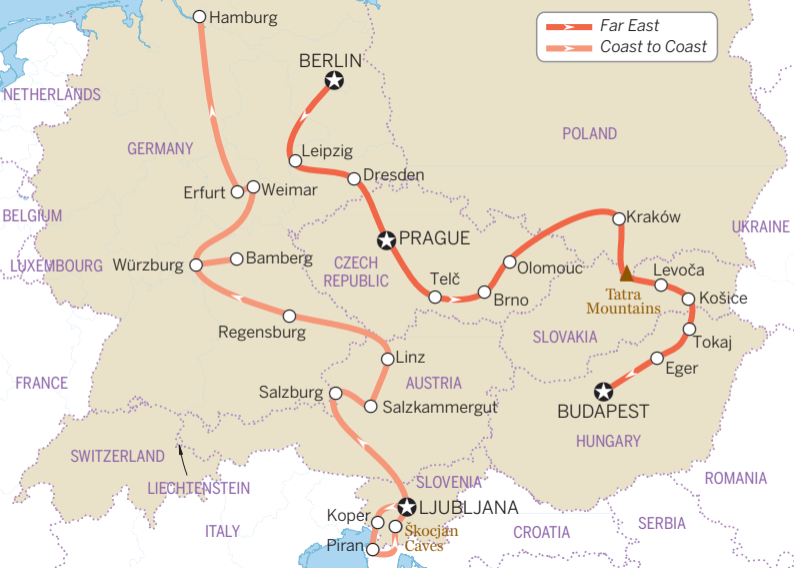 Hamburg
Far East
Coast to Coast
BERLIN
NETHERLANDS
POLAND
GERMANY
Leipzig
Dresden
Erfurt
Weimar
BELGIUM
Kraków
UKRAINE
PRAGUE
LUXEMBOURG
Würzburg
Bamberg
CZECH
REPUBLIC
Olomouc
Levoča
Telč
Brno
Tatra
Mountains
Košice
Regensburg
SLOVAKIA
Tokaj
Linz
Eger
FRANCE
AUSTRIA
Salzburg
Salzkammergut
BUDAPEST
HUNGARY
SWITZERLAND
LIECHTENSTEIN
SLOVENIA
ROMANIA
LJUBLJANA
Koper
ITALY
Škocjan
Caves
CROATIA
SERBIA
Piran